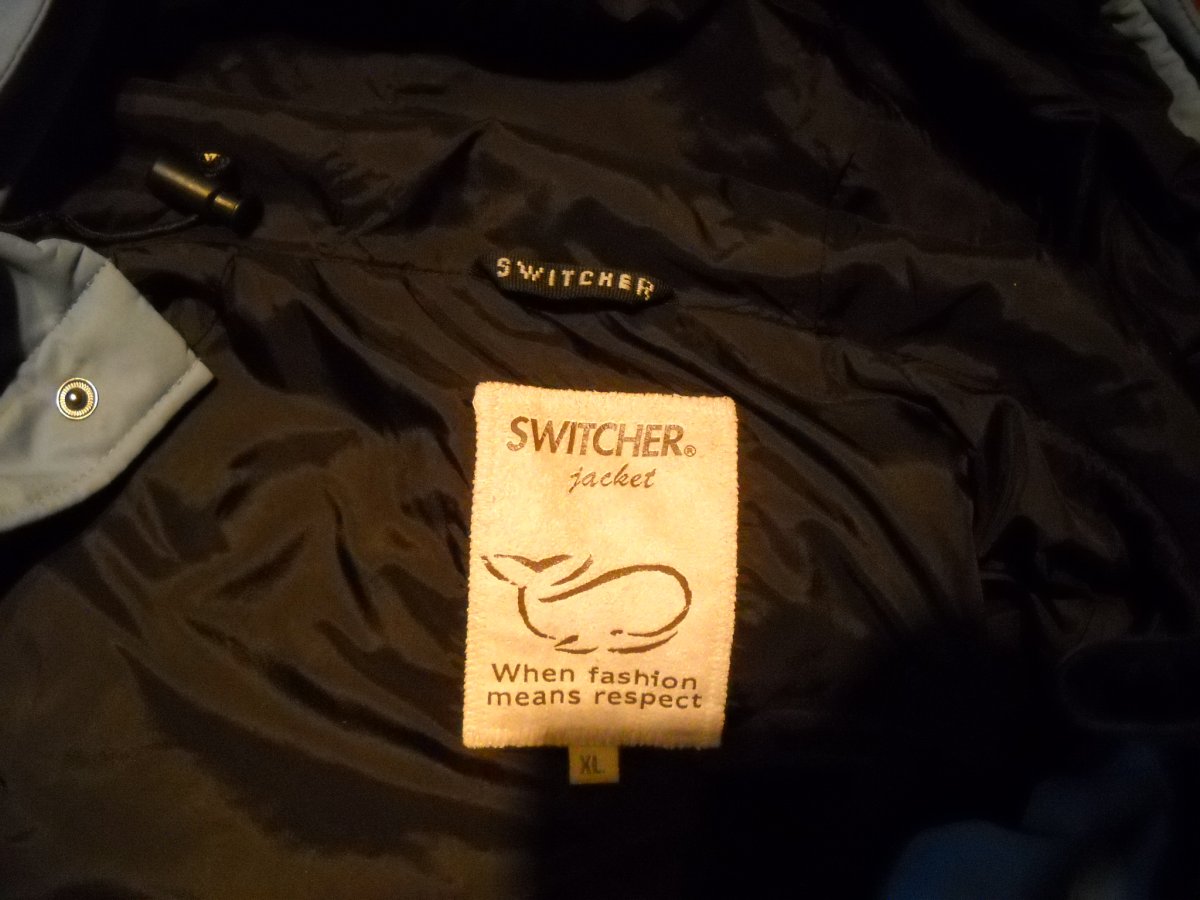 SWITCHER
SWITCHER®
jacket
When fashion
means respect
XL